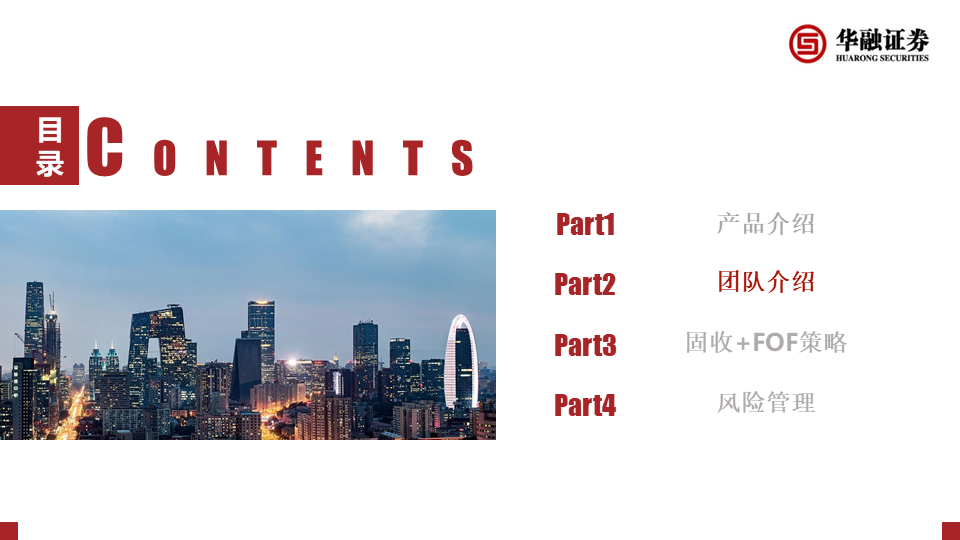 华融证券
HUARONG SECURITIES
目录
CONTENTS
Part1 产品介绍
Part2 团队介绍
Part3 固收+FOF策略
Part4 风险管理